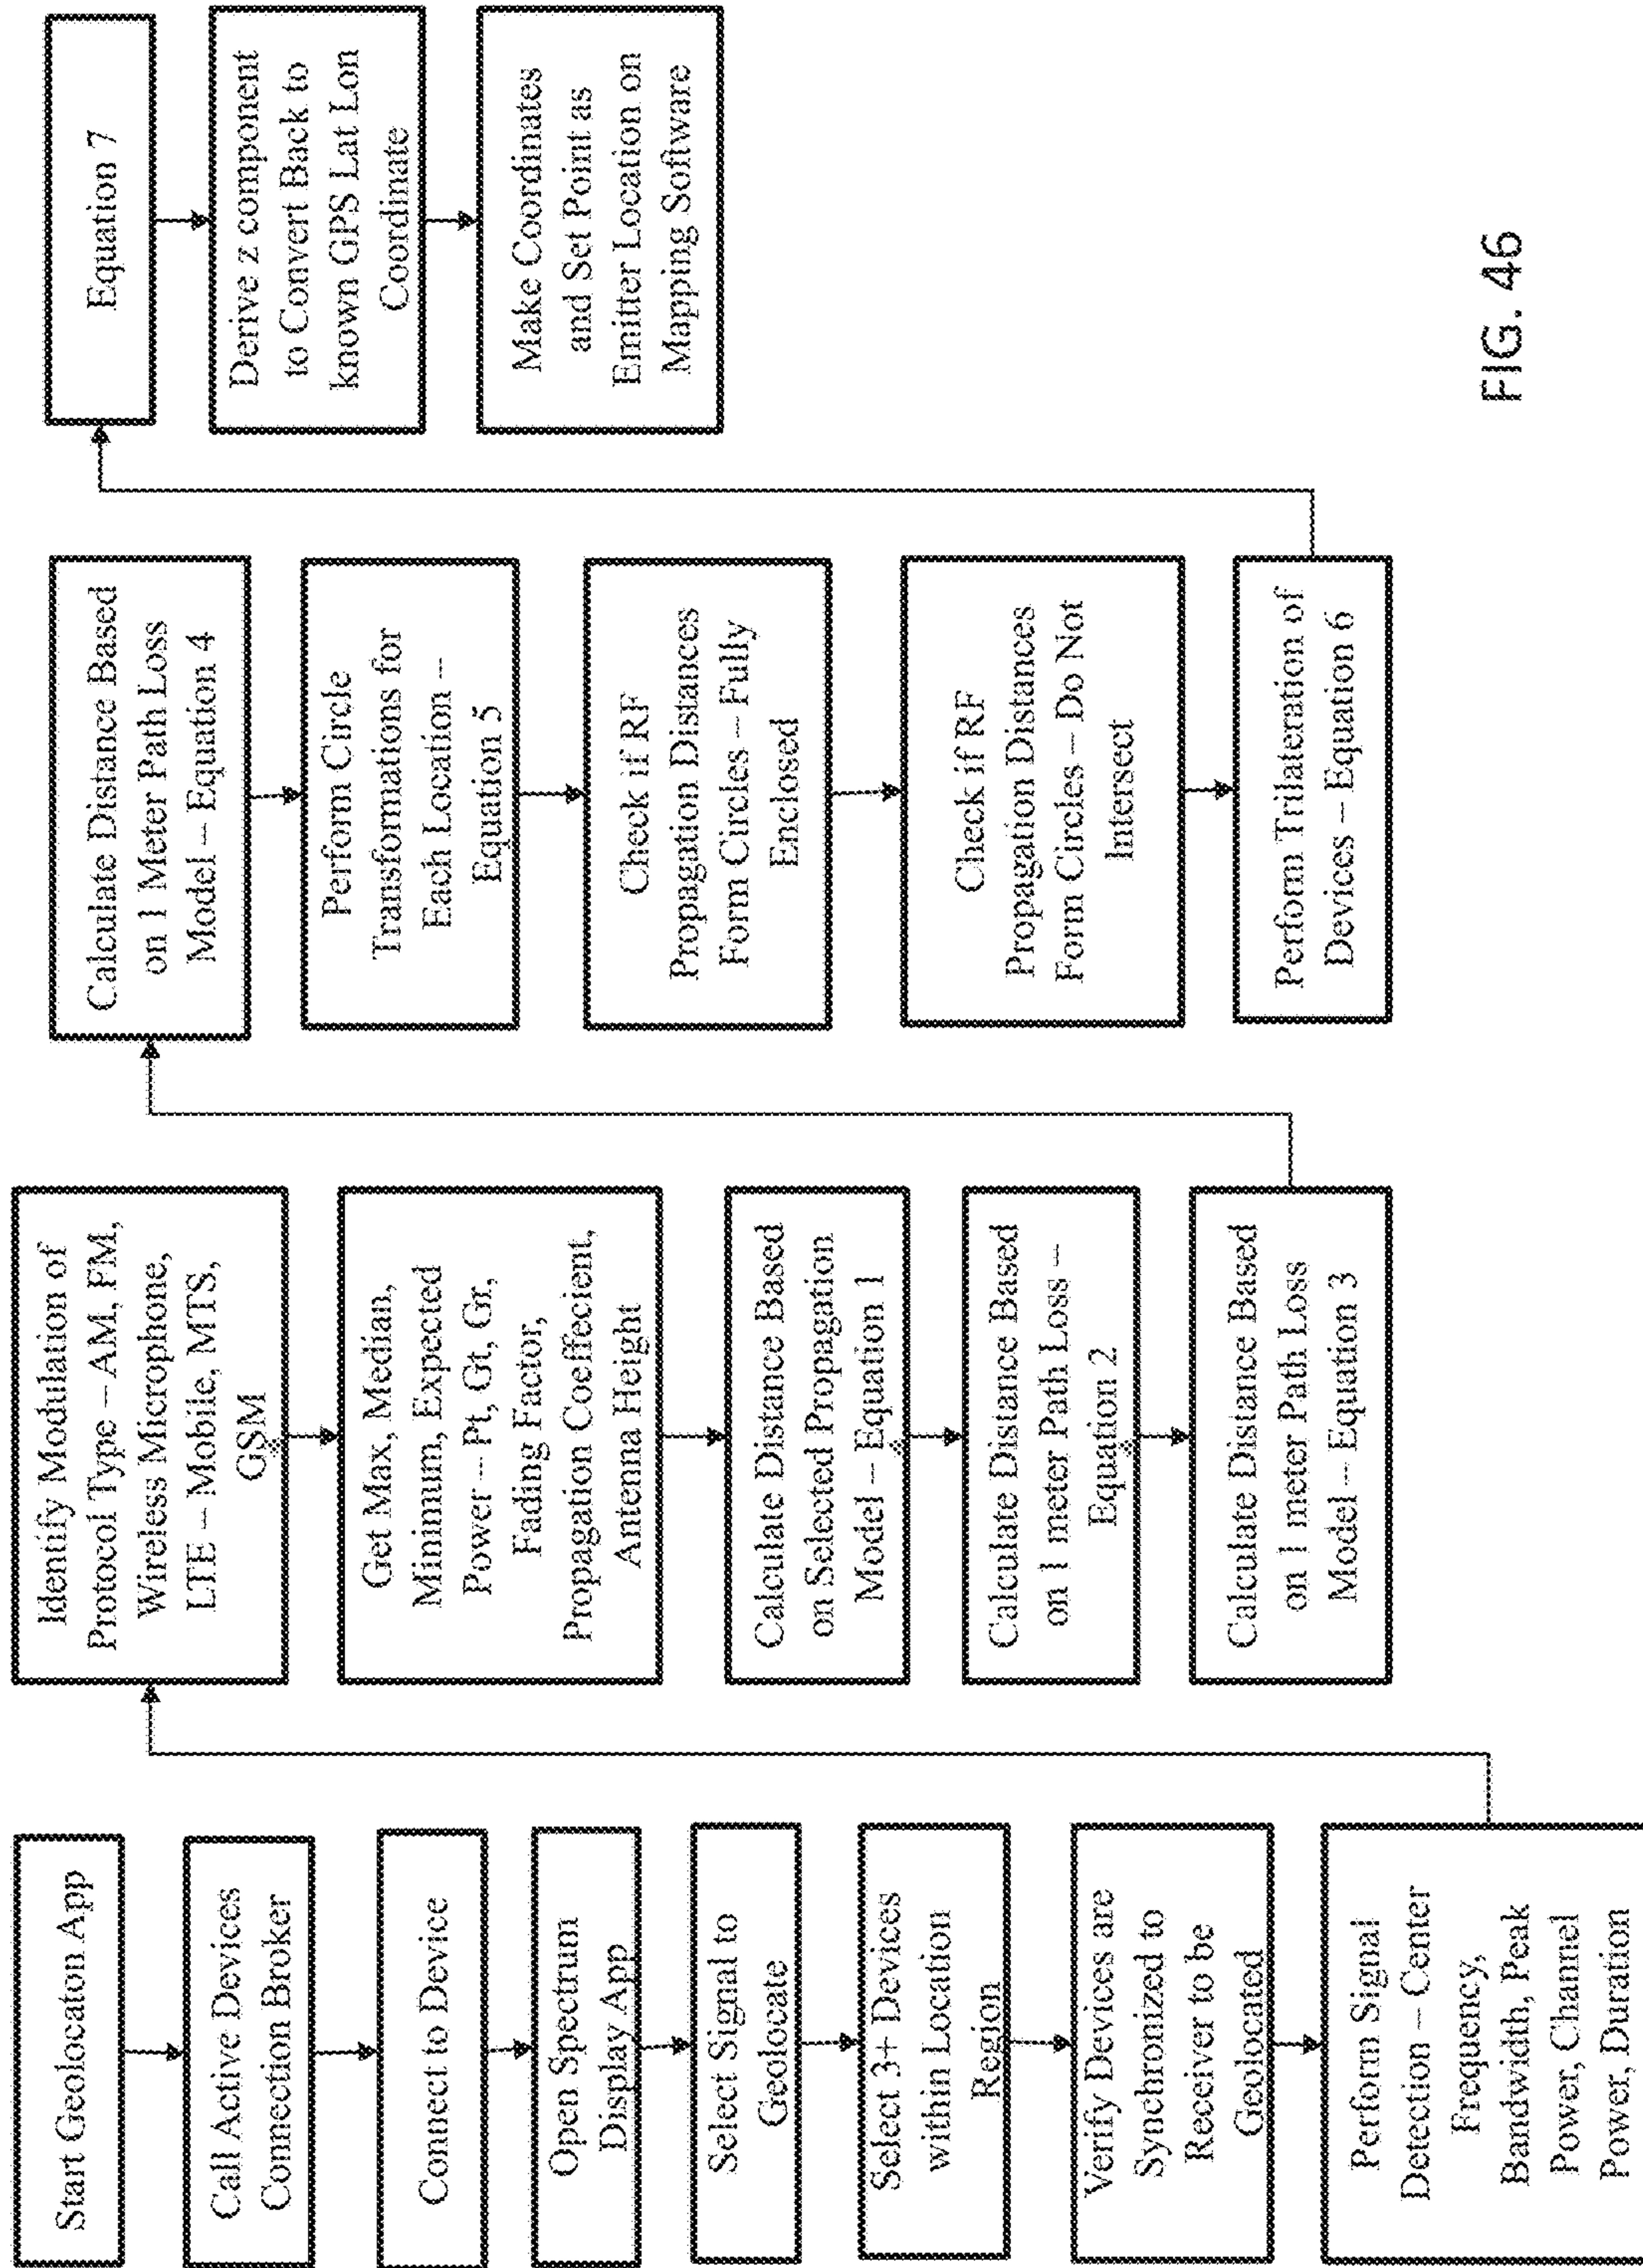 Start Geolocaton App
Call Active Devices
Connection Broker
Connect to Device
Open Spectrum
Display App
Select Signal to
Geolocate
Select 3+ Devices
within Location
Region
Verify Devices are
Synchronized to
Receiver to be
Geolocated
Perform Signal
Detection – Center
Frequency,
Bandwidth, Peak
Power, Channel
Power, Duration
Identify Modulation of
Protocol Type – AM, FM,
Wireless Microphone,
LTE – Mobile, MTS,
GSM
Get Max, Median,
Minimum, Expected
Power – Pt, Gt, Gr,
Fading Factor,
Propagation Coeffecient,
Antenna Height
Calculate Distance Based
on Selected Propagation
Model – Equation 1
Calculate Distance Based
on 1 meter Path Loss –
Equation 2
Calculate Distance Based
on 1 meter Path Loss
Model – Equation 3
Calculate Distance Based
on 1 Meter Path Loss
Model – Equation 4
Perform Circle
Transformations for
Each Location –
Equation 5
Check if RF
Propagation Distances
Form Circles – Fully
Enclosed
Check if RF
Propagation Distances
Form Circles – Do Not
Intersect
Perform Trilateration of
Devices – Equation 6
Equation 7
Derive z component
to Convert Back to
known GPS Lat Lon
Coordinate
Make Coordinates
and Set Point as
Emitter Location on
Mapping Software
FIG. 46